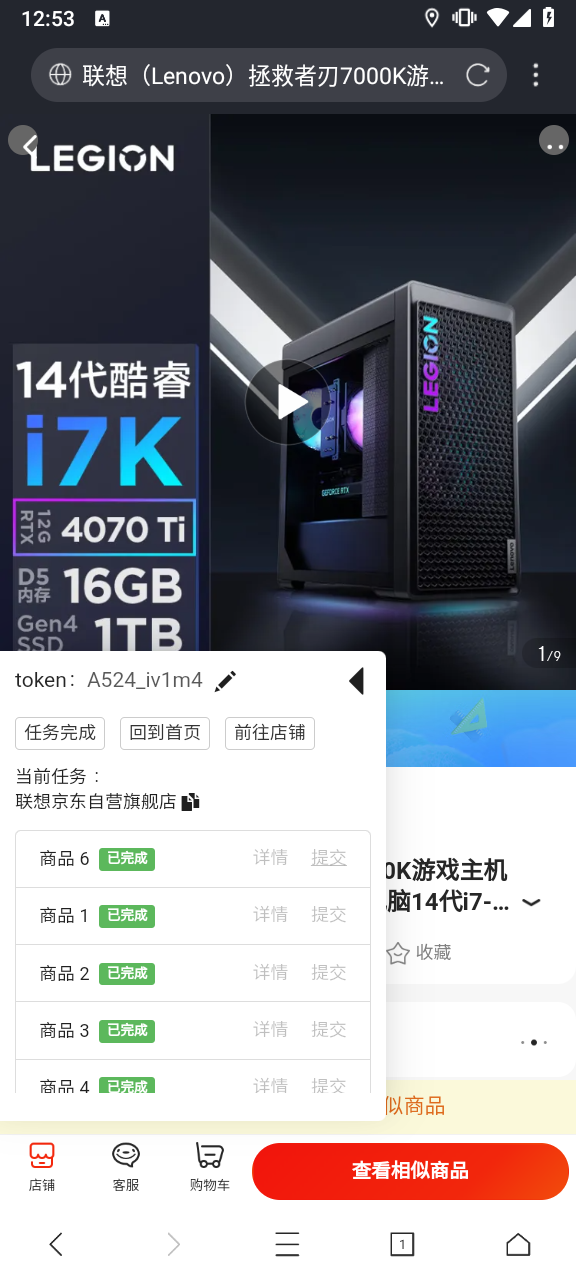 12:53
A
联想（Lenovo）拯救者刃7000K游…
LEGION
14代酷睿
i7K
RTX 12G 4070 Ti
D5内存 16GB
Gen4 SSD 1TB
LEGION
GEFORCE RTX
1/9
token： A524_iv1m4
任务完成 回到首页 前往店铺
当前任务：
联想京东自营旗舰店
商品 6 已完成 详情 提交
商品 1 已完成 详情 提交
商品 2 已完成 详情 提交
商品 3 已完成 详情 提交
商品 4 已完成 详情 提交
0K游戏主机
脑14代i7-…
收藏
似商品
店铺 客服 购物车 查看相似商品
1